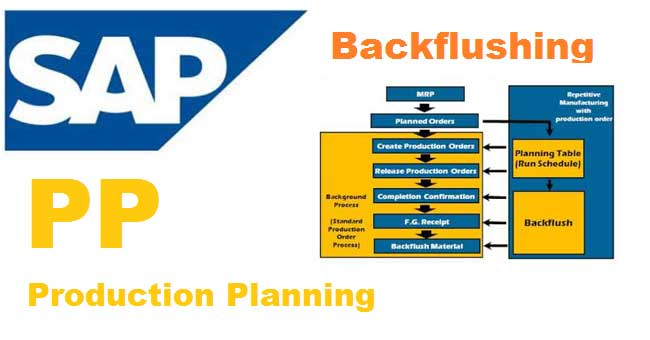 SAP
Backflushing
PP
Production Planning
MRP
Planned Orders
Create Production Orders
Release Production Orders
Completion Confirmation
F.G. Receipt
Backflush Material
Background
Process
(Standard
Production
Order
Process)
Repetitive
Manufacturing
with
production order
Planning Table
(Run Schedule)
Backflush